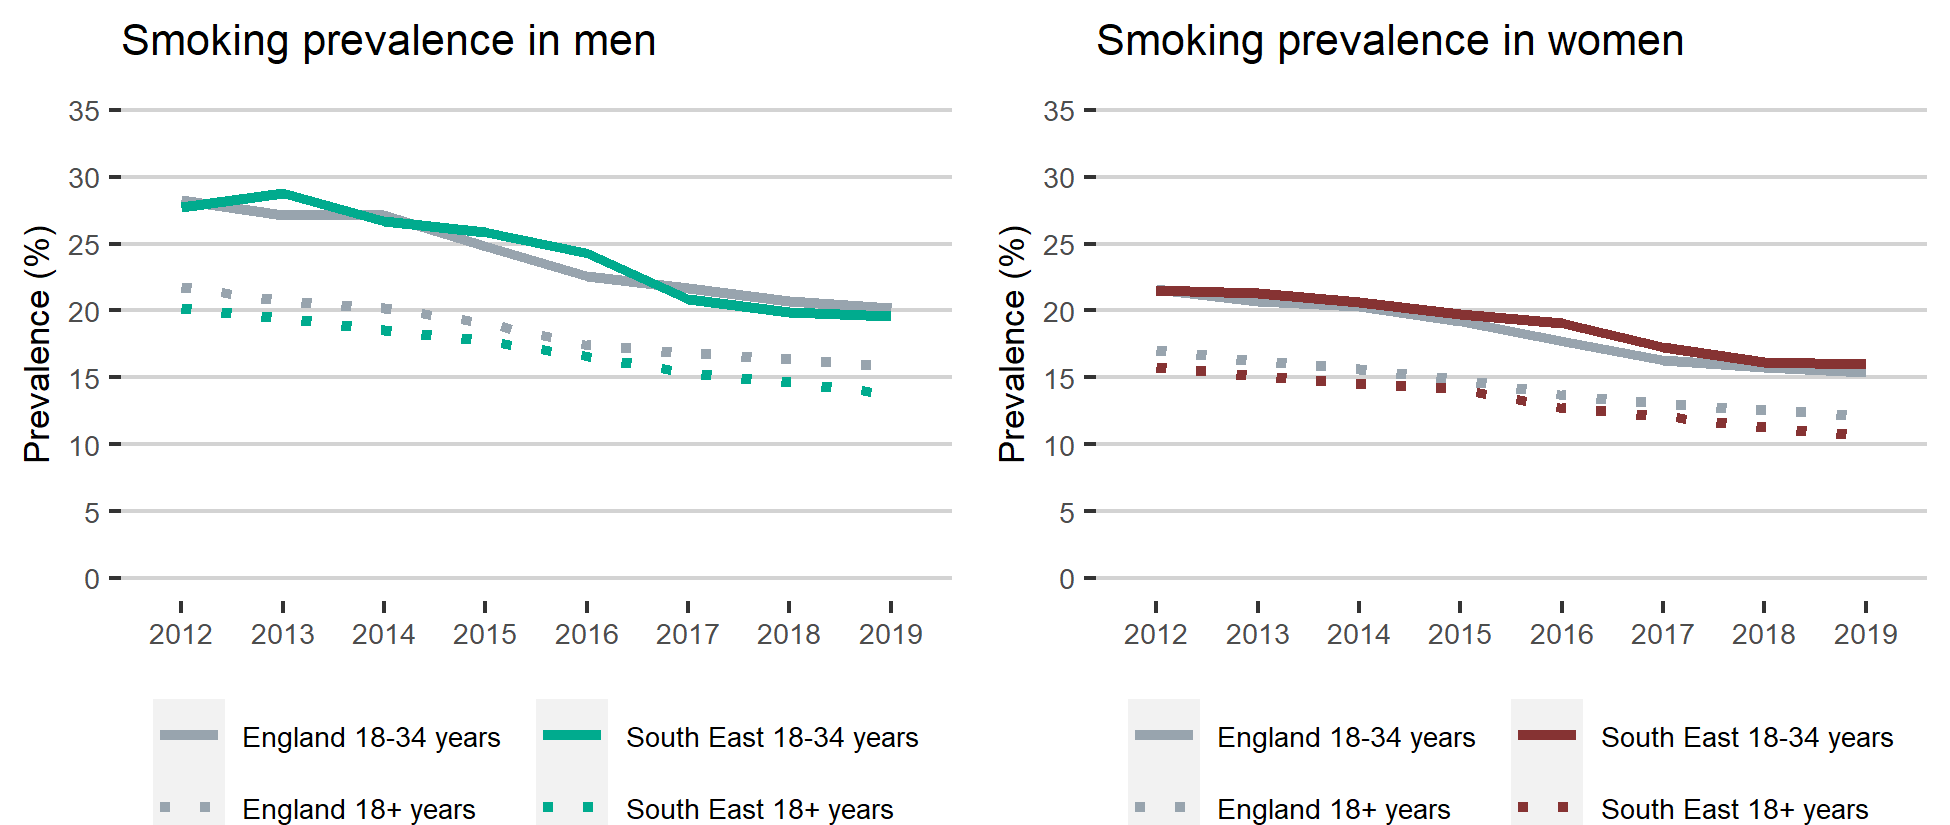 Smoking prevalence in men
Prevalence (%)
35
30
25
20
15
10
5
0
2012 2013 2014 2015 2016 2017 2018 2019
England 18-34 years South East 18-34 years
England 18+ years South East 18+ years
Smoking prevalence in women
Prevalence (%)
35
30
25
20
15
10
5
0
2012 2013 2014 2015 2016 2017 2018 2019
England 18-34 years South East 18-34 years
England 18+ years South East 18+ years